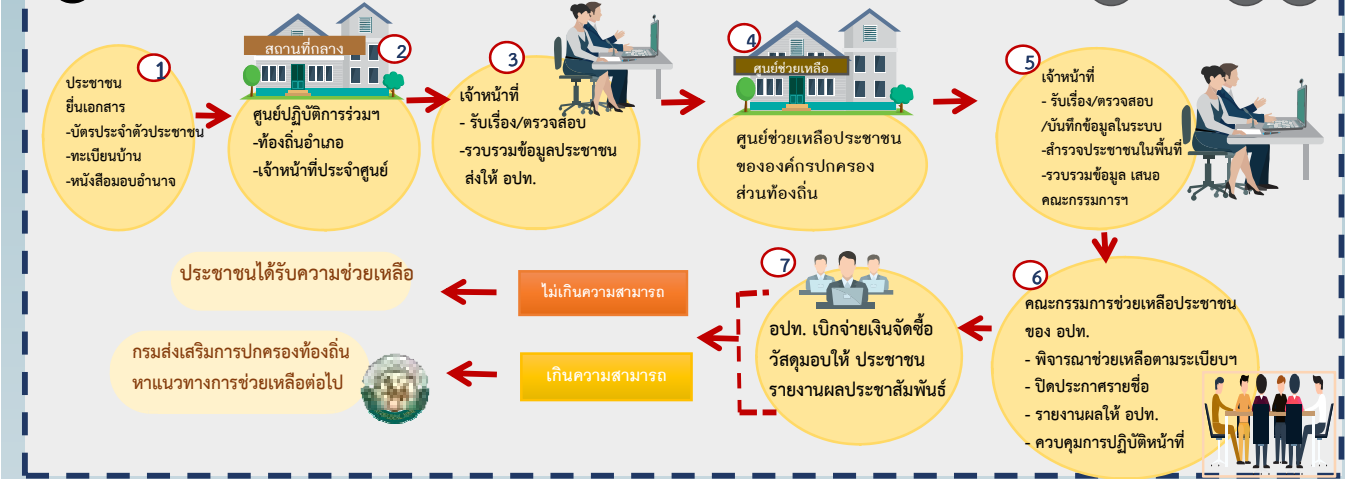 1
ประชาชน
ยื่นเอกสาร
-บัตรประจำตัวประชาชน
-ทะเบียนบ้าน
-หนังสือมอบอำนาจ
สถานที่กลาง
2
ศูนย์ปฏิบัติการร่วมฯ
-ท้องถิ่นอำเภอ
-เจ้าหน้าที่ประจำศูนย์
3
เจ้าหน้าที่
- รับเรื่อง/ตรวจสอบ
-รวบรวมข้อมูลประชาชน
ส่งให้ อปท.
4
ศูนย์ช่วยเหลือ
ศูนย์ช่วยเหลือประชาชน
ขององค์กรปกครอง
ส่วนท้องถิ่น
5
เจ้าหน้าที่
- รับเรื่อง/ตรวจสอบ
/บันทึกข้อมูลในระบบ
-สำรวจประชาชนในพื้นที่
-รวบรวมข้อมูล เสนอ
คณะกรรมการฯ
6
คณะกรรมการช่วยเหลือประชาชน
ของ อปท.
- พิจารณาช่วยเหลือตามระเบียบฯ
- ปิดประกาศรายชื่อ
- รายงานผลให้ อปท.
- ควบคุมการปฏิบัติหน้าที่
7
อปท. เบิกจ่ายเงินจัดซื้อ
วัสดุมอบให้ ประชาชน
รายงานผลประชาสัมพันธ์
ไม่เกินความสามารถ
ประชาชนได้รับความช่วยเหลือ
เกินความสามารถ
กรมส่งเสริมการปกครองท้องถิ่น
หาแนวทางการช่วยเหลือต่อไป